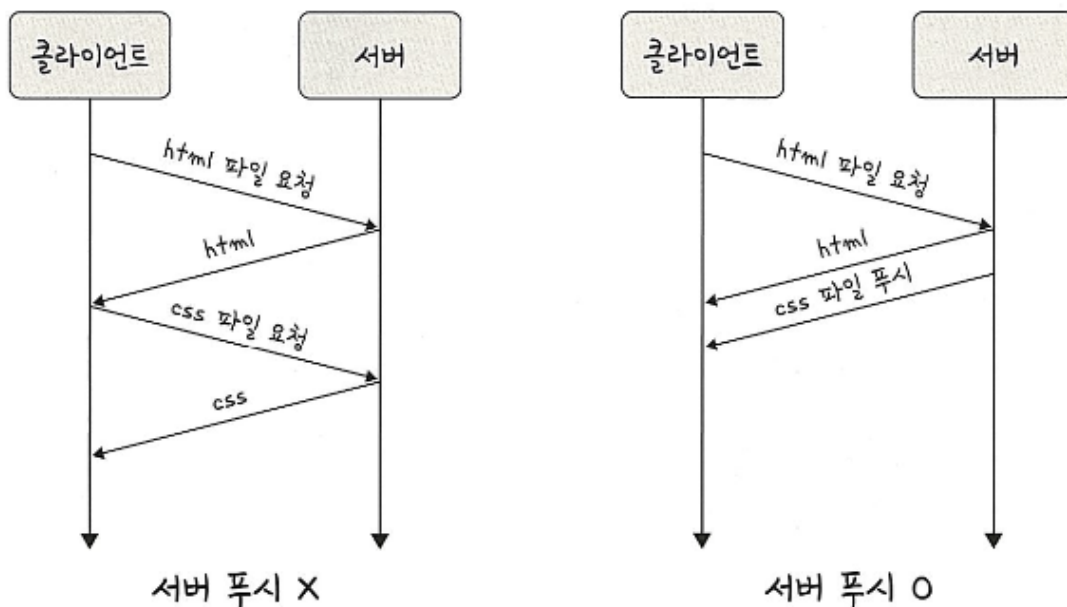 클라이언트
서버
html 파일 요청
html
css 파일 요청
css
서버 푸시 X
클라이언트
서버
html 파일 요청
html
css 파일 푸시
서버 푸시 O